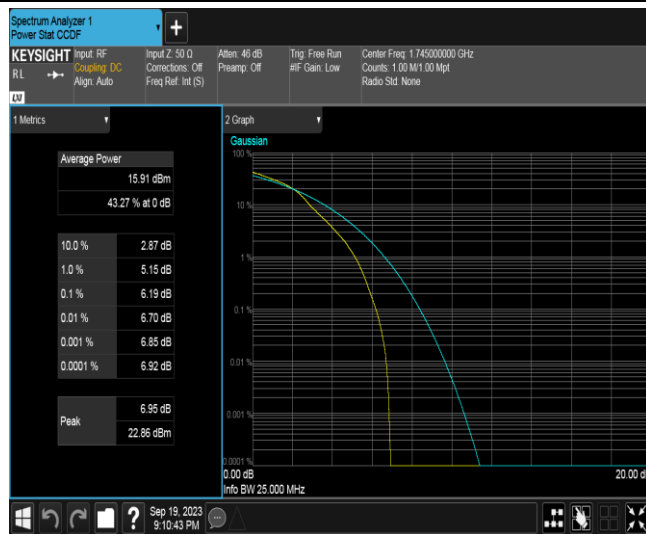 Spectrum Analyzer 1
Power Stat CCDF
+
KEYSIGHT
RL
LXI
Input: RF
Coupling: DC
Align: Auto
Input Z: 50 Ω
Corrections: Off
Freq Ref: Int (S)
Atten: 46 dB
Preamp: Off
Trig: Free Run
#IF Gain: Low
Center Freq: 1.745000000 GHz
Counts: 1.00 M/1.00 Mpt
Radio Std: None
1 Metrics
Average Power
15.91 dBm
43.27 % at 0 dB
10.0 % 2.87 dB
1.0 % 5.15 dB
0.1 % 6.19 dB
0.01 % 6.70 dB
0.001 % 6.85 dB
0.0001 % 6.92 dB
Peak
6.95 dB
22.86 dBm
2 Graph
Gaussian
100 %
10 %
1 %
0.1 %
0.01 %
0.001 %
0.0001 %
0.00 dB
20.00 d
Info BW 25.000 MHz
?
Sep 19, 2023
9:10:43 PM